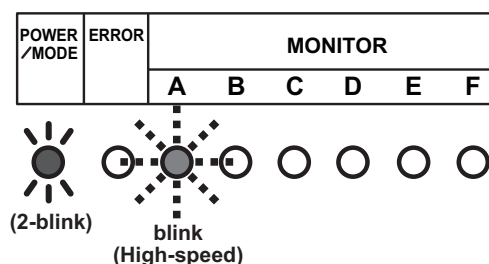 POWER
/MODE
ERROR
MONITOR
A B C D E F
(2-blink)
blink
(High-speed)